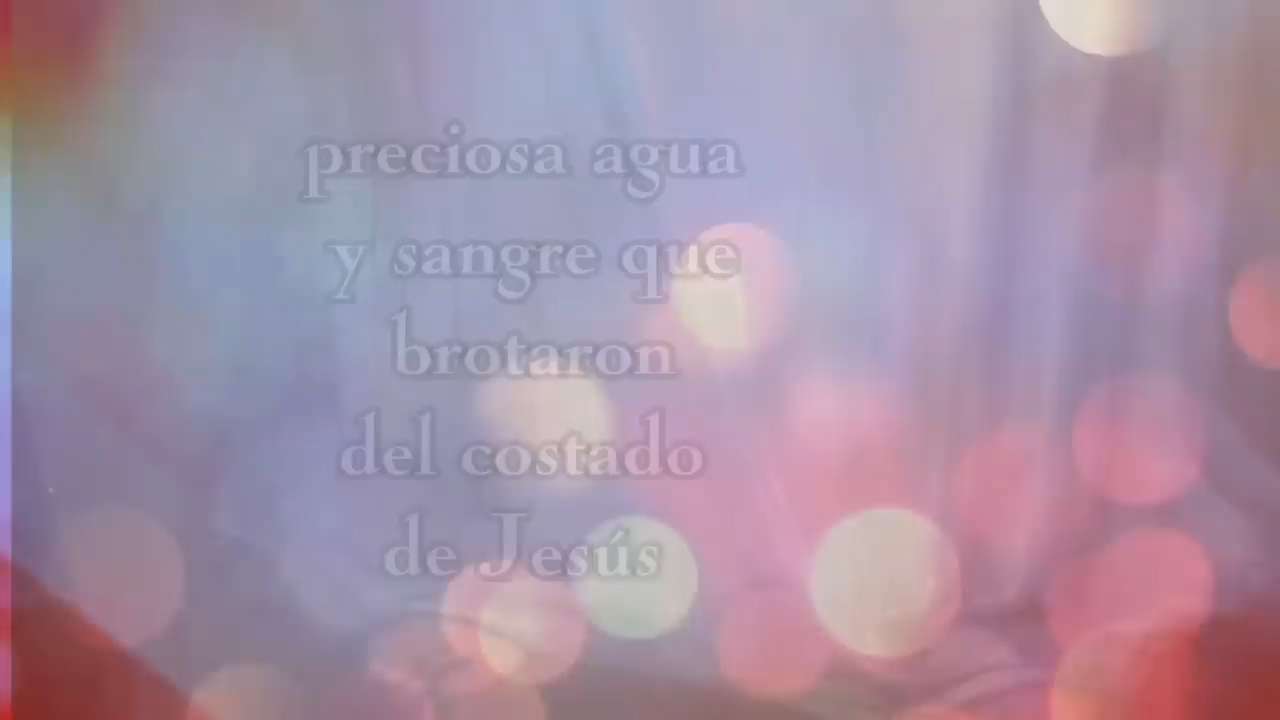 preciosa agua
y sangre que
brotaron
del costado
de Jesús